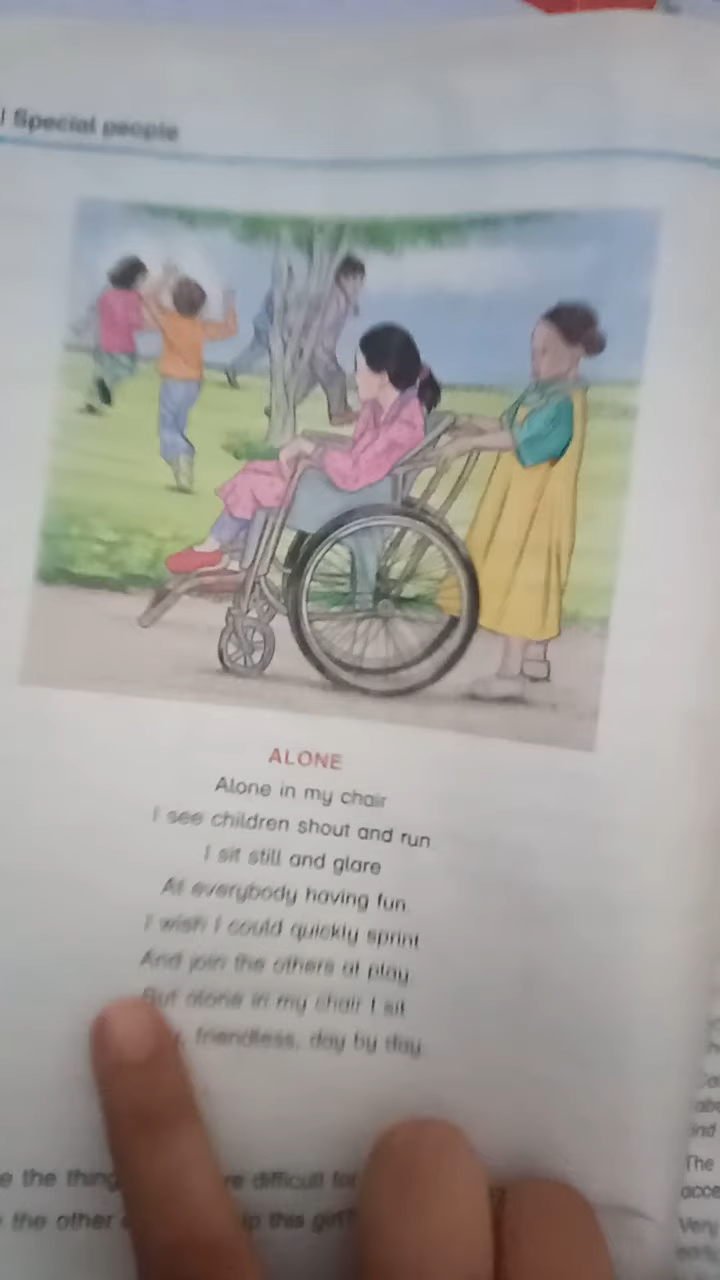 Special people
ALONE
Alone in my chair
I see children shout and run
I sit still and glare
At everybody having fun.
I wish I could quickly sprint
And join the others at play.
But alone in my chair I sit
friendless, day by day.
the difficult for
the other this girl?
The
Very